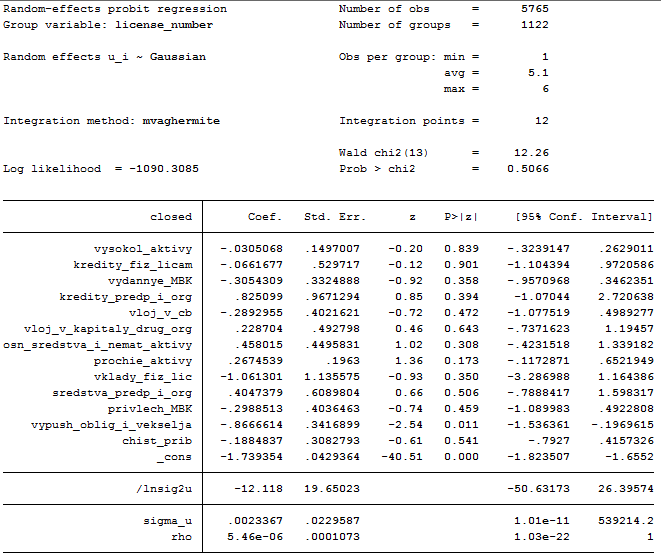 Random-effects probit regression Number of obs = 5765
Group variable: license_number Number of groups = 1122
Random effects u_i ~ Gaussian Obs per group: min = 1
avg = 5.1
max = 6
Integration method: mvaghermite Integration points = 12
Wald chi2(13) = 12.26
Log likelihood = -1090.3085 Prob > chi2 = 0.5066
closed Coef. Std. Err. z P>|z| [95% Conf. Interval]
vysokol_aktivy -.0305068 .1497007 -0.20 0.839 -.3239147 .2629011
kredity_fiz_licam -.0661677 .529717 -0.12 0.901 -1.104394 .9720586
vydannye_MBK -.3054309 .3324888 -0.92 0.358 -.9570968 .3462351
kredity_predp_i_org .825099 .9671294 0.85 0.394 -1.07044 2.720638
vloj_v_cb -.2892955 .4021621 -0.72 0.472 -1.077519 .4989277
vloj_v_kapitaly_drug_org .228704 .492798 0.46 0.643 -.7371623 1.19457
osn_sredstva_i_nemat_aktivy .458015 .4495831 1.02 0.308 -.4231518 1.339182
prochie_aktivy .2674539 .1963 1.36 0.173 -.1172871 .6521949
vklady_fiz_lic -1.061301 1.135575 -0.93 0.350 -3.286988 1.164386
sredstva_predp_i_org .4047379 .6089804 0.66 0.506 -.7888417 1.598317
privlech_MBK -.2988513 .4036463 -0.74 0.459 -1.089983 .4922808
vypush_oblig_i_vekselja -.8666614 .3416899 -2.54 0.011 -1.536361 -.1969615
chist_prib -.1884837 .3082793 -0.61 0.541 -.7927 .4157326
_cons -1.739354 .0429364 -40.51 0.000 -1.823507 -1.6552
/lnsig2u -12.118 19.65023 -50.63173 26.39574
sigma_u .0023367 .0229587 1.01e-11 539214.2
rho 5.46e-06 .0001073 1.03e-22 1